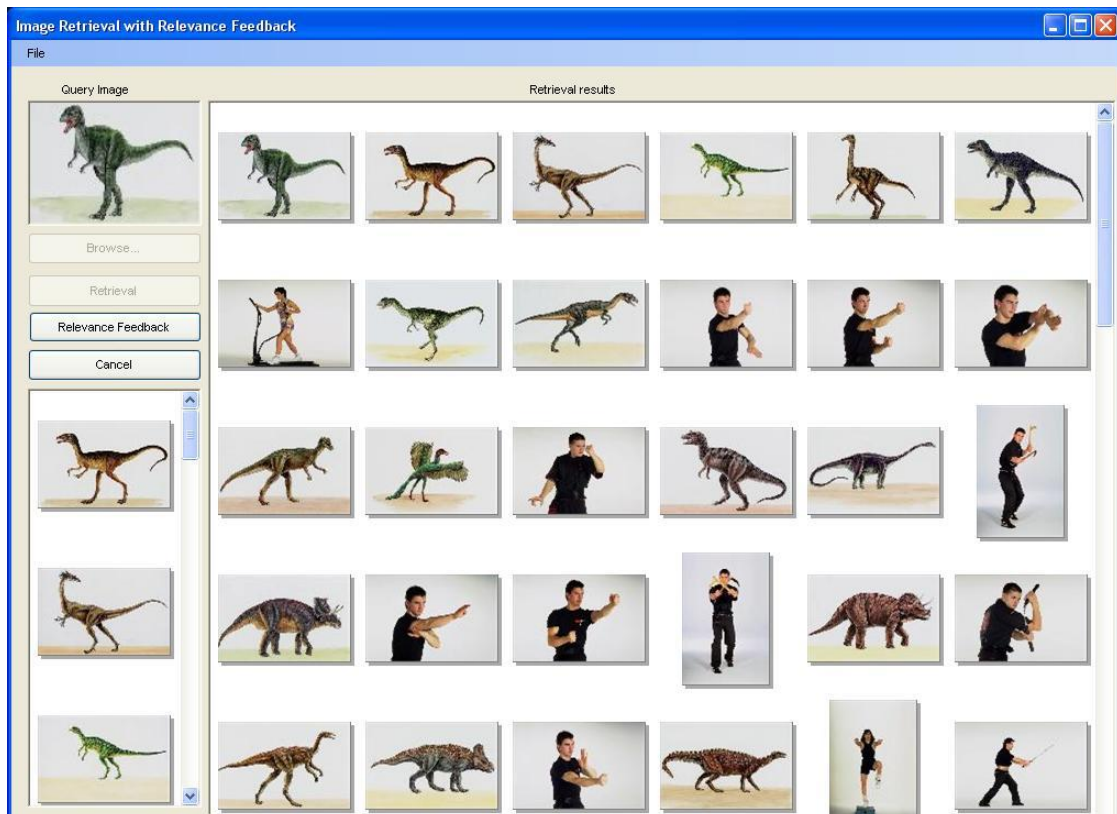 Image Retrieval with Relevance Feedback
File
Query Image
Retrieval results
Browse...
Retrieval
Relevance Feedback
Cancel